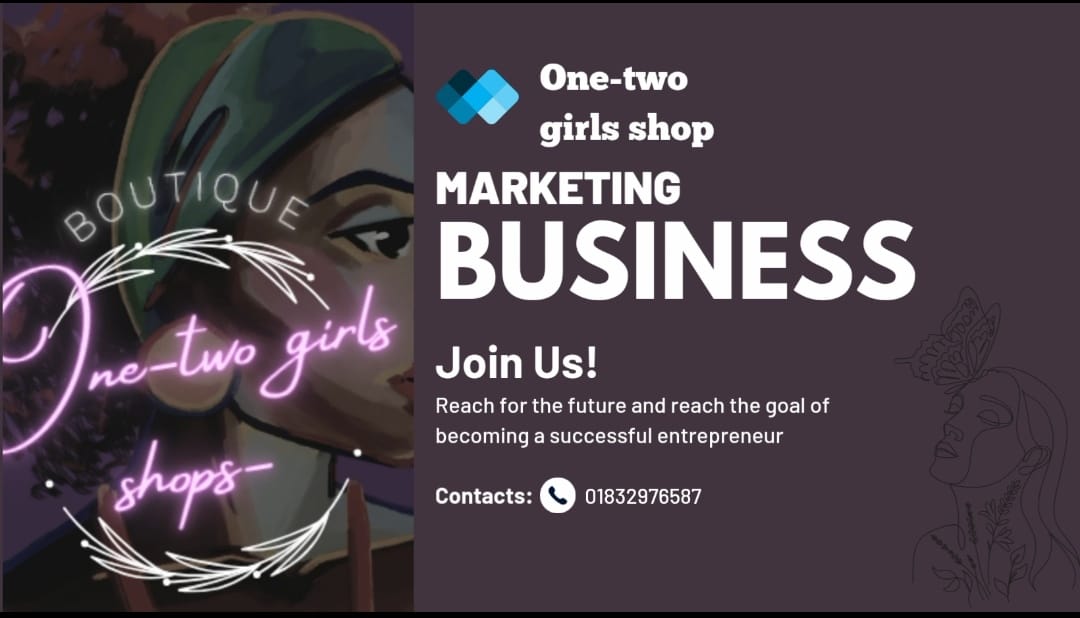 BOUTIQUE
One-two girls
shops-
One-two
girls shop
MARKETING
BUSINESS
Join Us!
Reach for the future and reach the goal of
becoming a successful entrepreneur
Contacts: 01832976587